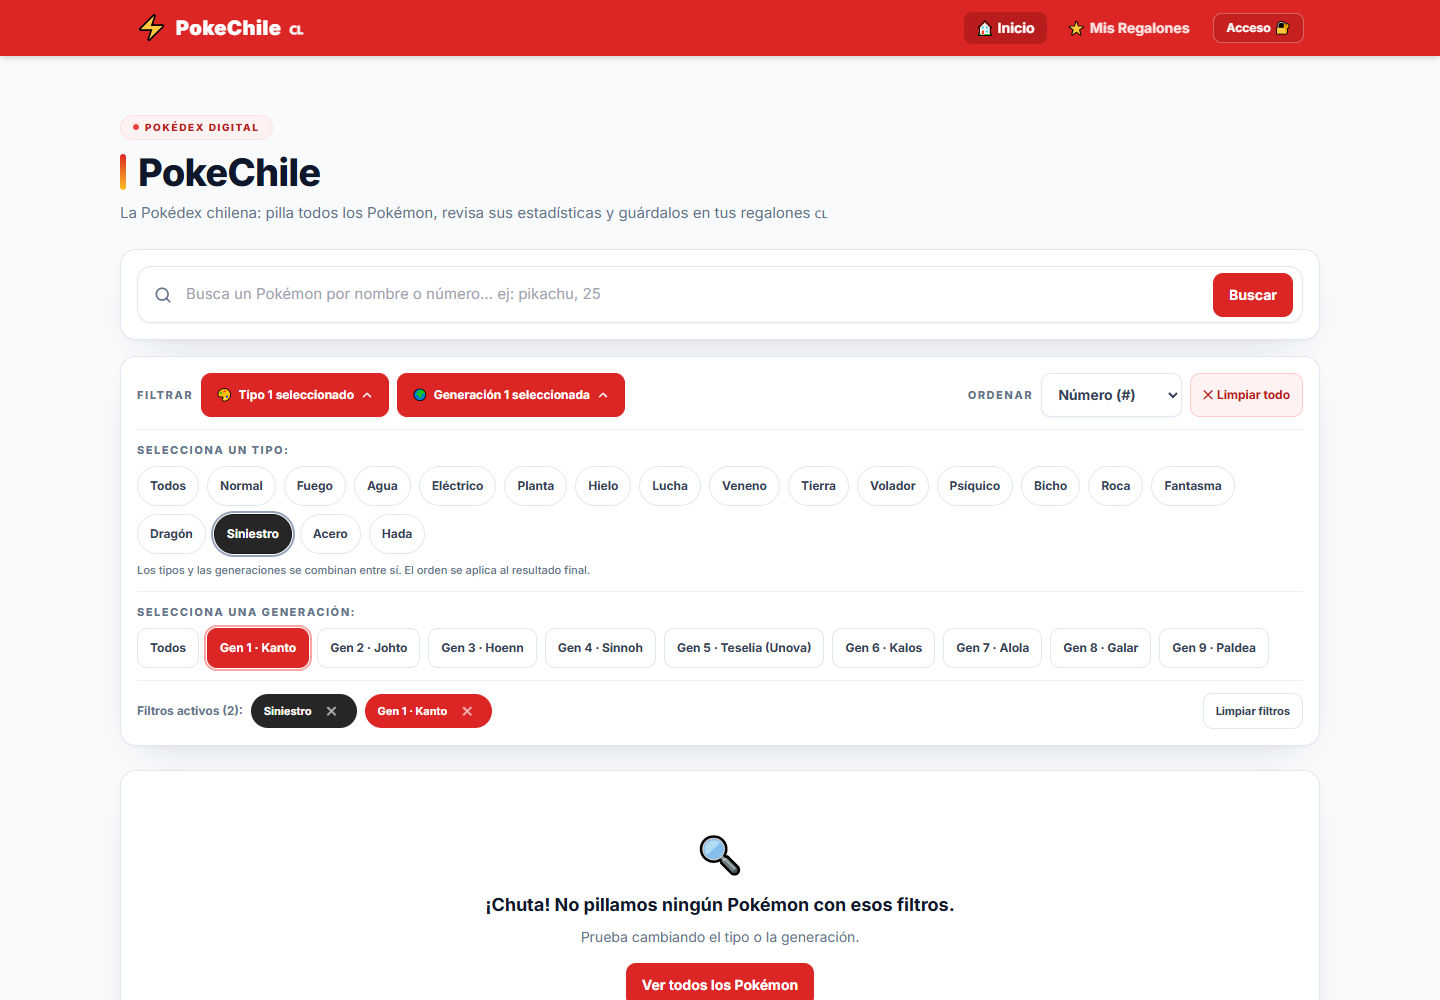 PokeChile CL
Inicio
Mis Regalones
Acceso
POKÉDEX DIGITAL
PokeChile
La Pokédex chilena: pilla todos los Pokémon, revisa sus estadísticas y guárdalos en tus regalones CL
Busca un Pokémon por nombre o número... ej: pikachu, 25
Buscar
FILTRAR
Tipo 1 seleccionado
Generación 1 seleccionada
ORDENAR
Número (#)
Limpiar todo
SELECCIONA UN TIPO:
Todos Normal Fuego Agua Eléctrico Planta Hielo Lucha Veneno Tierra Volador Psíquico Bicho Roca Fantasma
Dragón Siniestro Acero Hada
Los tipos y las generaciones se combinan entre sí. El orden se aplica al resultado final.
SELECCIONA UNA GENERACIÓN:
Todos Gen 1 · Kanto Gen 2 · Johto Gen 3 · Hoenn Gen 4 · Sinnoh Gen 5 · Teselia (Unova) Gen 6 · Kalos Gen 7 · Alola Gen 8 · Galar Gen 9 · Paldea
Filtros activos (2): Siniestro Gen 1 · Kanto Limpiar filtros
¡Chuta! No pillamos ningún Pokémon con esos filtros.
Prueba cambiando el tipo o la generación.
Ver todos los Pokémon